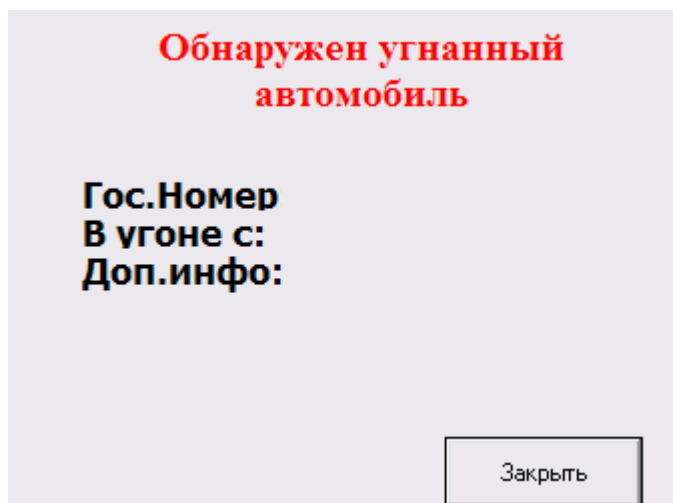 Обнаружен угнанный
автомобиль
Гос.Номер
В угоне с:
Доп.инфо:
Закрыть